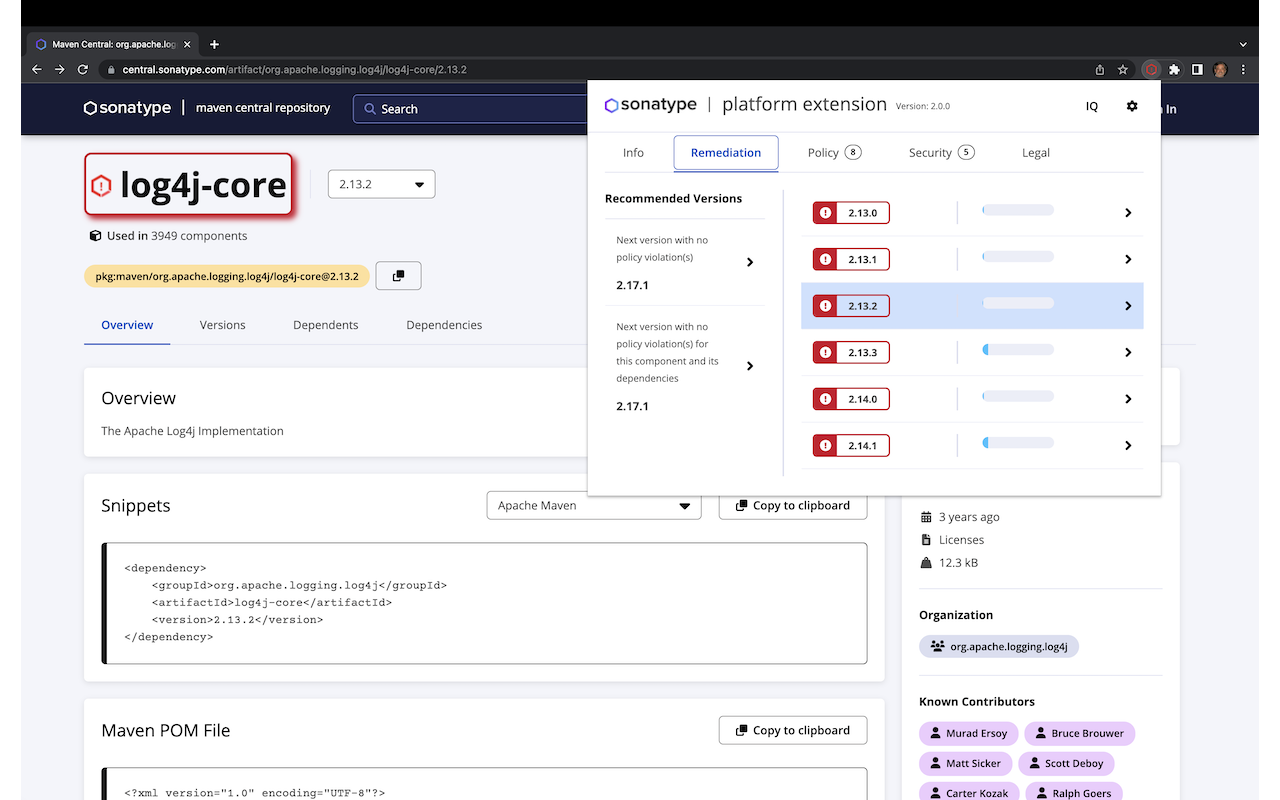 Maven Central: org.apache.log
central.sonatype.com/artifact/org.apache.logging.log4j/log4j-core/2.13.2
sonatype | maven central repository
Search
In
sonatype | platform extension Version: 2.0.0
IQ
Info
Remediation
Policy 8
Security 5
Legal
Recommended Versions
Next version with no
policy violation(s)
2.17.1
Next version with no
policy violation(s) for
this component and its
dependencies
2.17.1
2.13.0
2.13.1
2.13.2
2.13.3
2.14.0
2.14.1
log4j-core
2.13.2
Used in 3949 components
pkg:maven/org.apache.logging.log4j/log4j-core@2.13.2
Overview
Versions
Dependents
Dependencies
Overview
The Apache Log4j Implementation
Snippets
Apache Maven
Copy to clipboard
<dependency>
    <groupId>org.apache.logging.log4j</groupId>
    <artifactId>log4j-core</artifactId>
    <version>2.13.2</version>
</dependency>
Maven POM File
Copy to clipboard
<?xml version="1.0" encoding="UTF-8"?>
3 years ago
Licenses
12.3 kB
Organization
org.apache.logging.log4j
Known Contributors
Murad Ersoy
Bruce Brouwer
Matt Sicker
Scott Deboy
Carter Kozak
Ralph Goers